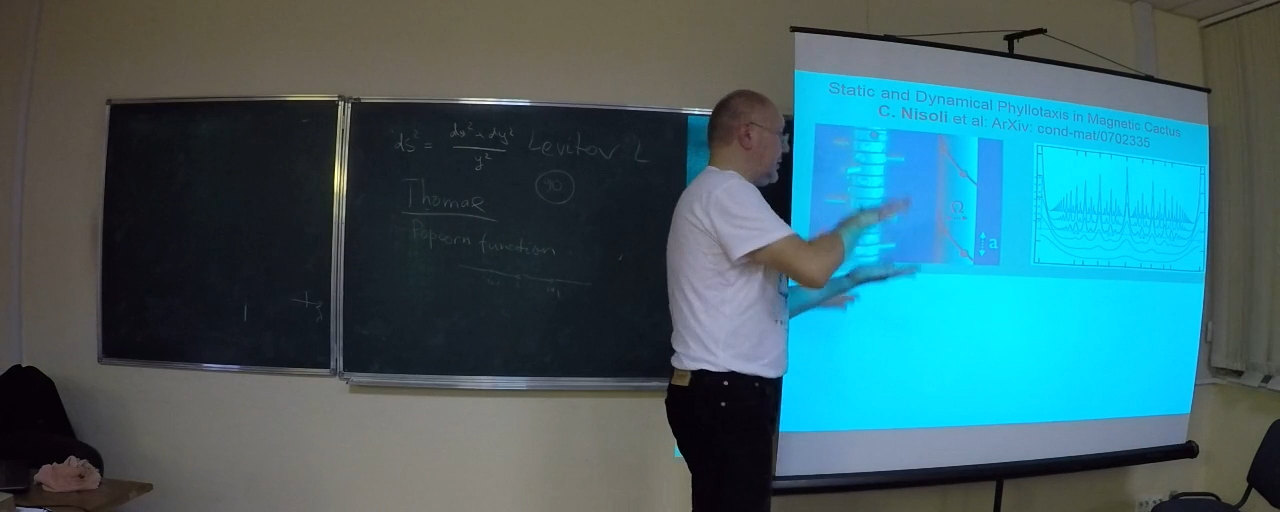 ds² = dx² + dy² / y²
Levitov L
90
Thomae
Popcorn function
Static and Dynamical Phyllotaxis in Magnetic Cactus
C. Nisoli et al: ArXiv: cond-mat/0702335
Ω
a